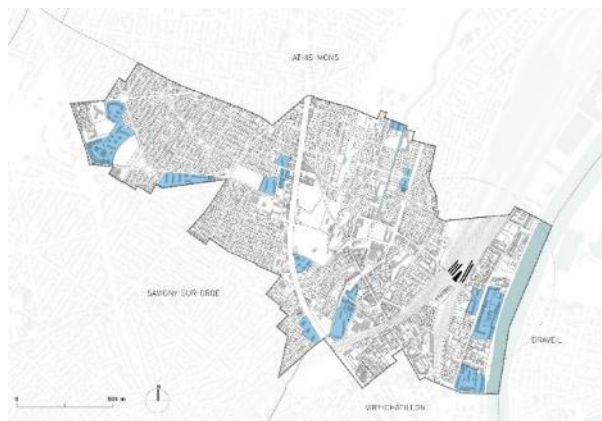 ATHIS-MONS
SAVIGNY-SUR-ORGE
DRAVEIL
VIRY-CHÂTILLON
N
0
500 m